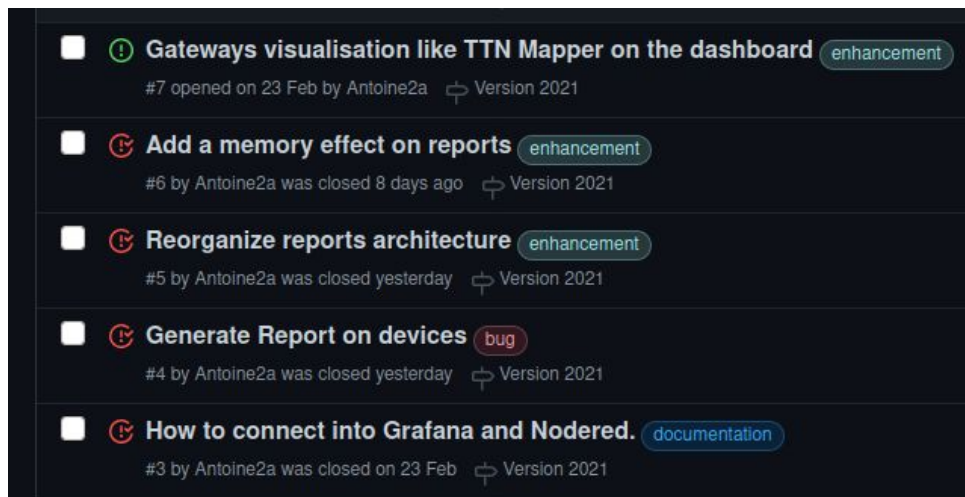 Gateways visualisation like TTN Mapper on the dashboard enhancement
#7 opened on 23 Feb by Antoine2a Version 2021
Add a memory effect on reports enhancement
#6 by Antoine2a was closed 8 days ago Version 2021
Reorganize reports architecture enhancement
#5 by Antoine2a was closed yesterday Version 2021
Generate Report on devices bug
#4 by Antoine2a was closed yesterday Version 2021
How to connect into Grafana and Nodered. documentation
#3 by Antoine2a was closed on 23 Feb Version 2021